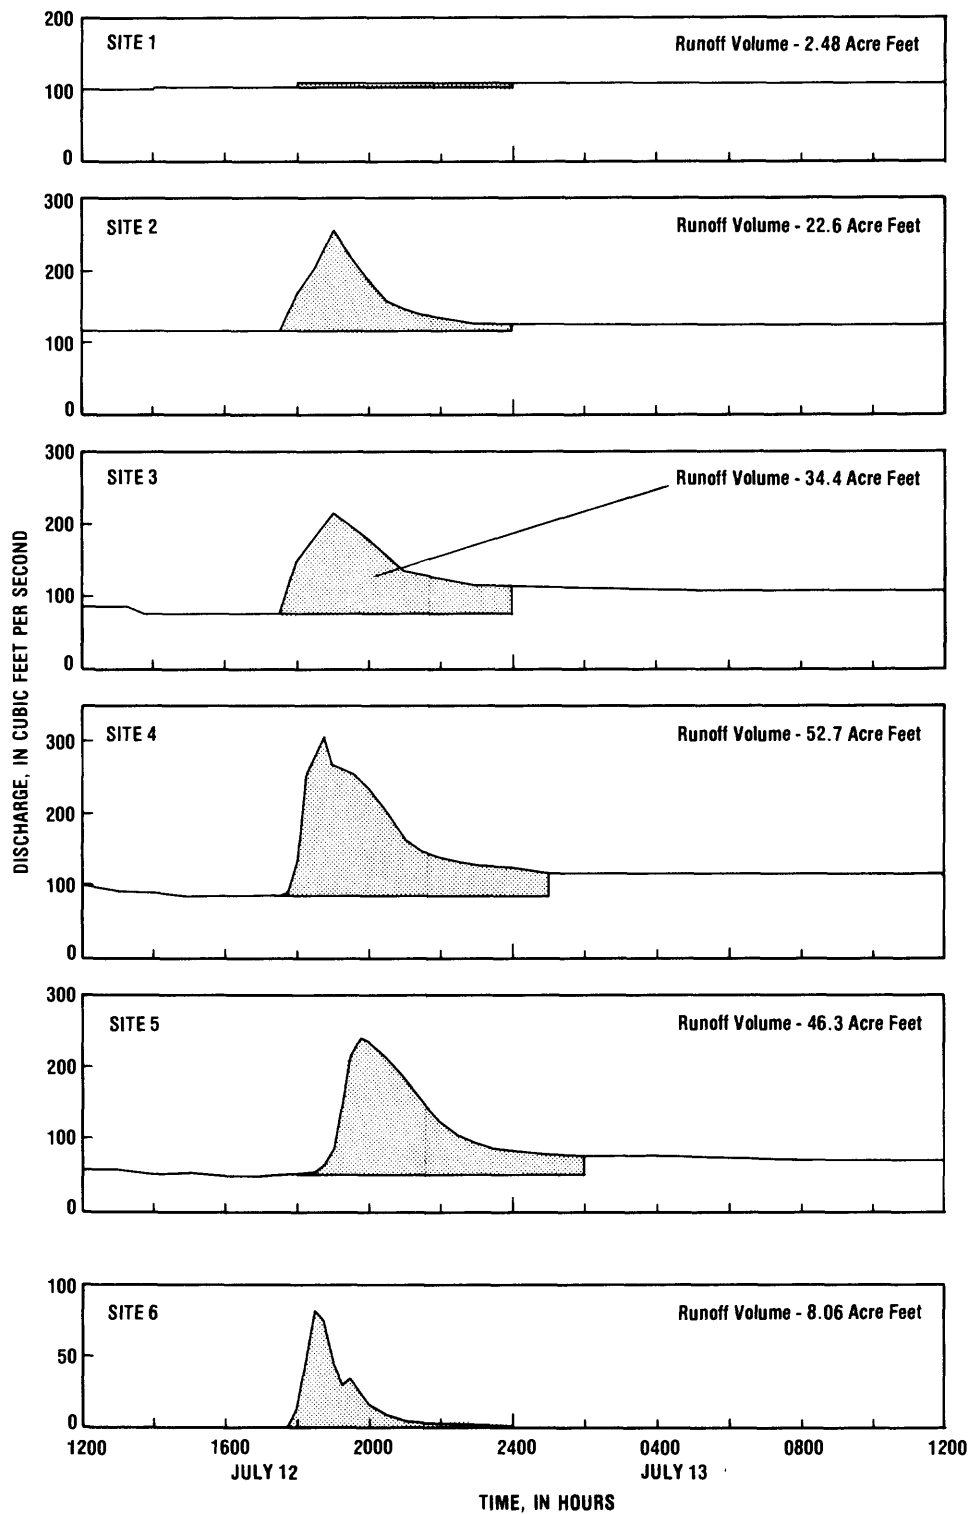 200
SITE 1
Runoff Volume - 2.48 Acre Feet
100
0
300
SITE 2
Runoff Volume - 22.6 Acre Feet
200
100
0
300
SITE 3
Runoff Volume - 34.4 Acre Feet
200
100
0
DISCHARGE, IN CUBIC FEET PER SECOND
SITE 4
Runoff Volume - 52.7 Acre Feet
300
200
100
0
300
SITE 5
Runoff Volume - 46.3 Acre Feet
200
100
0
100
SITE 6
Runoff Volume - 8.06 Acre Feet
50
0
1200 1600 2000 2400 0400 0800 1200
JULY 12 JULY 13
TIME, IN HOURS